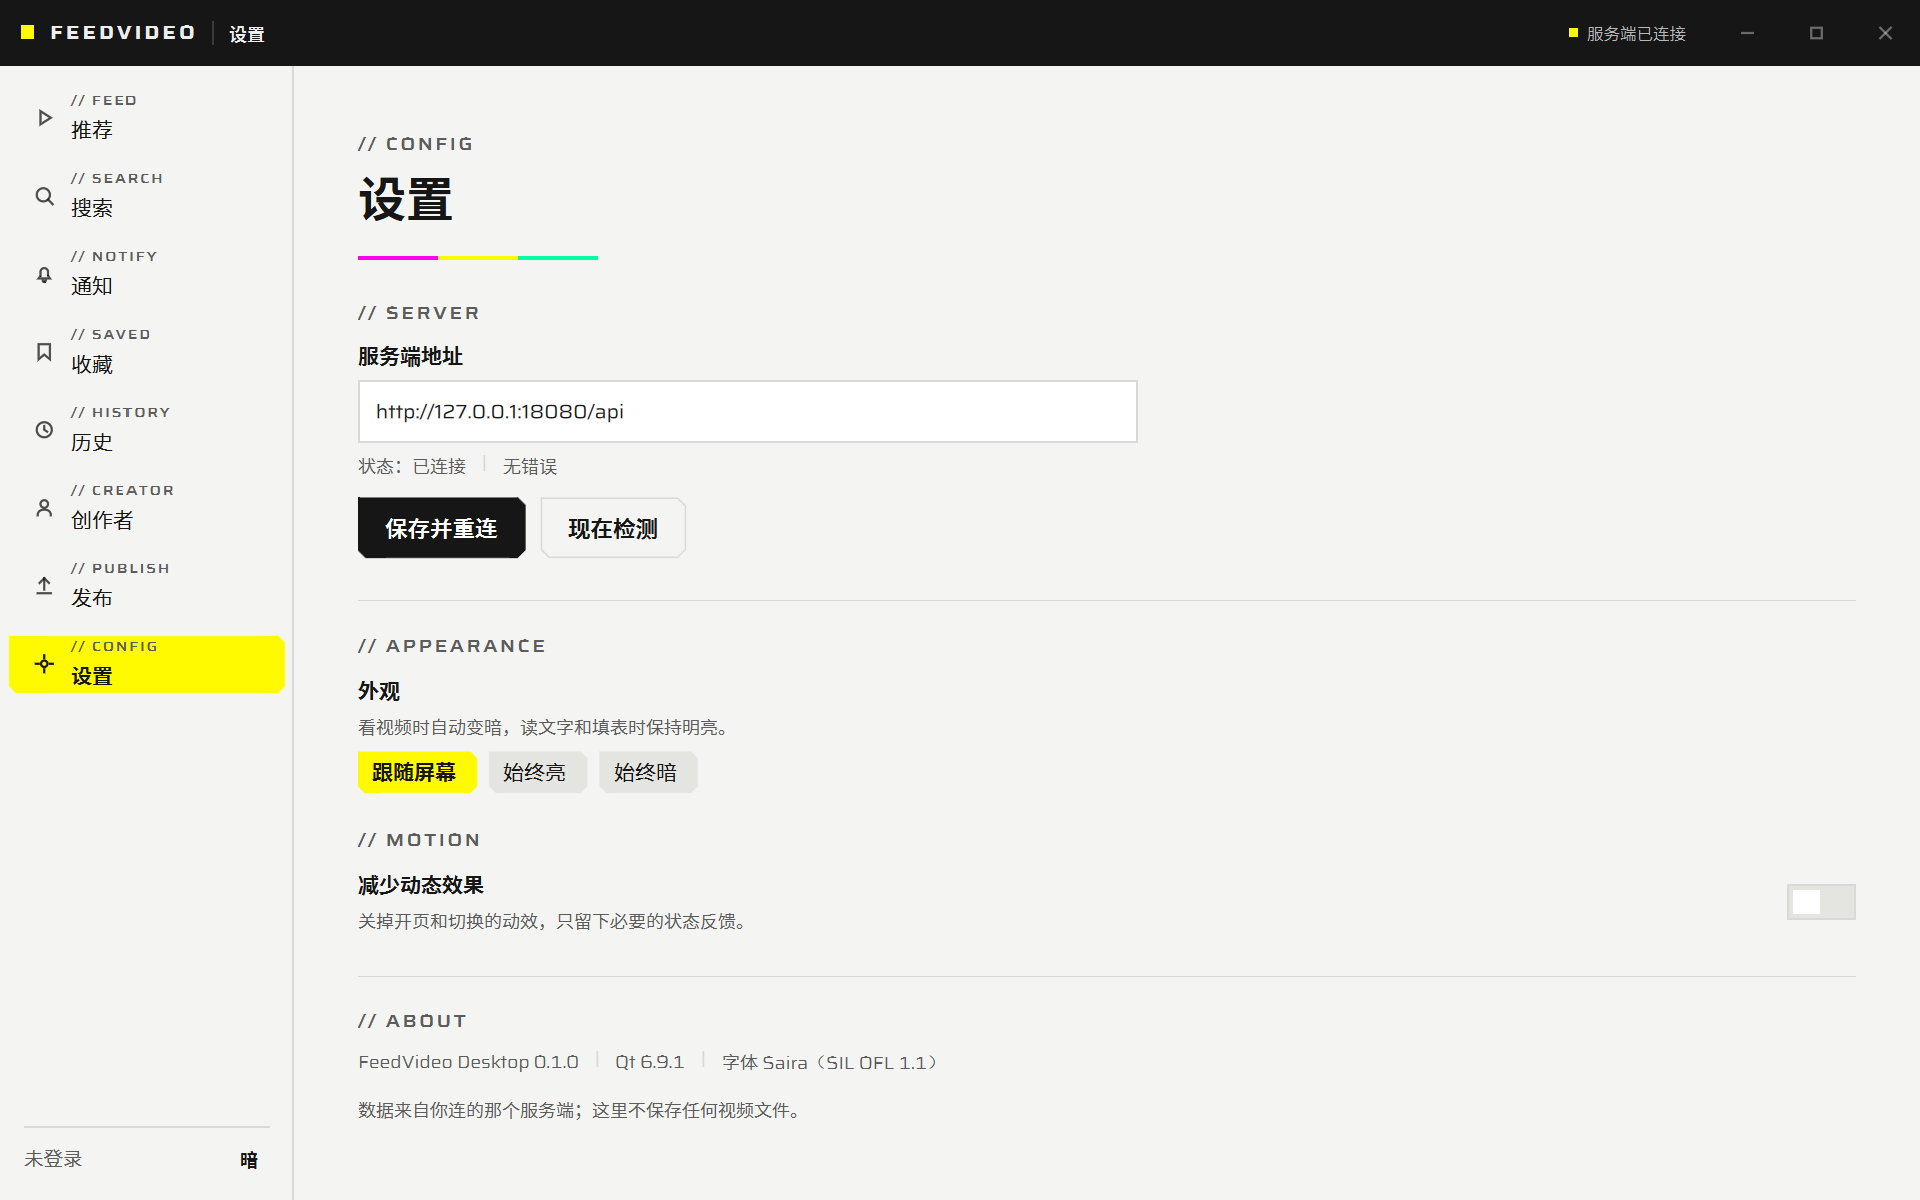 FEEDVIDEO 设置
服务端已连接
// FEED
推荐
// SEARCH
搜索
// NOTIFY
通知
// SAVED
收藏
// HISTORY
历史
// CREATOR
创作者
// PUBLISH
发布
// CONFIG
设置
未登录 暗
// CONFIG
设置
// SERVER
服务端地址
http://127.0.0.1:18080/api
状态：已连接 无错误
保存并重连 现在检测
// APPEARANCE
外观
看视频时自动变暗，读文字和填表时保持明亮。
跟随屏幕 始终亮 始终暗
// MOTION
减少动态效果
关掉开页和切换的动效，只留下必要的状态反馈。
// ABOUT
FeedVideo Desktop 0.1.0 Qt 6.9.1 字体 Saira（SIL OFL 1.1）
数据来自你连的那个服务端；这里不保存任何视频文件。